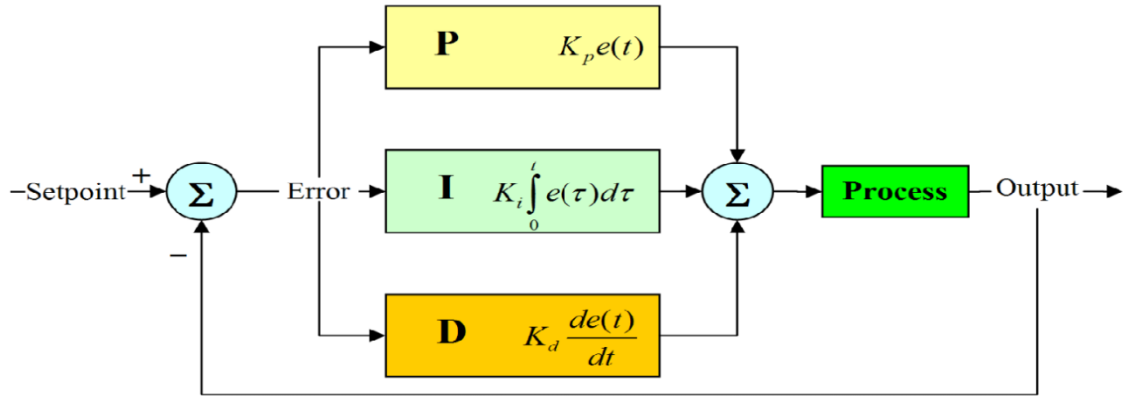 P K_p e(t)
+
–Setpoint
Σ
Error
I K_i ∫_0^t e(τ)dτ
Σ
Process
Output
–
D K_d de(t)/dt